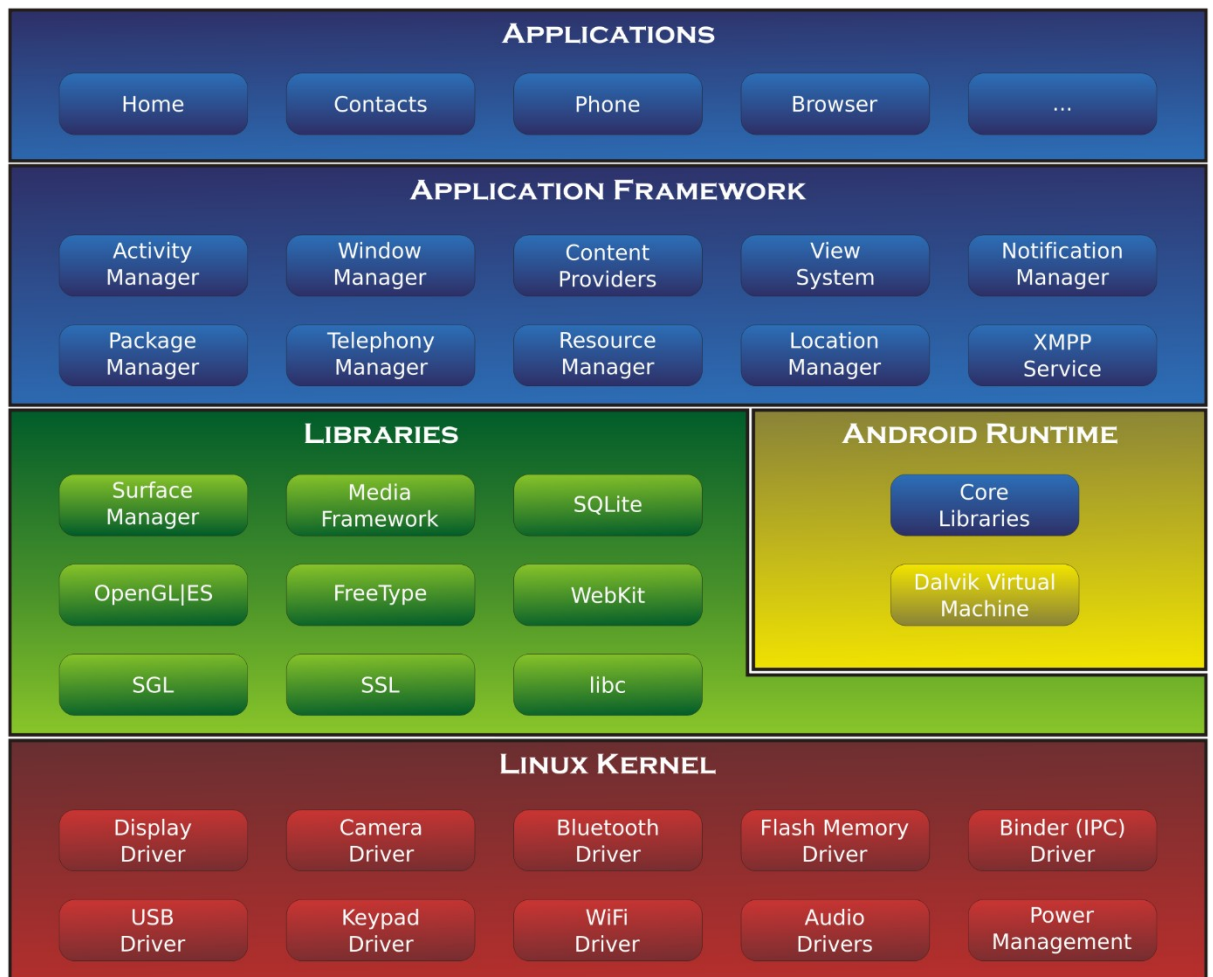 APPLICATIONS
Home
Contacts
Phone
Browser
...
APPLICATION FRAMEWORK
Activity
Manager
Window
Manager
Content
Providers
View
System
Notification
Manager
Package
Manager
Telephony
Manager
Resource
Manager
Location
Manager
XMPP
Service
LIBRARIES
Surface
Manager
Media
Framework
SQLite
OpenGL|ES
FreeType
WebKit
SGL
SSL
libc
ANDROID RUNTIME
Core
Libraries
Dalvik Virtual
Machine
LINUX KERNEL
Display
Driver
Camera
Driver
Bluetooth
Driver
Flash Memory
Driver
Binder (IPC)
Driver
USB
Driver
Keypad
Driver
WiFi
Driver
Audio
Drivers
Power
Management